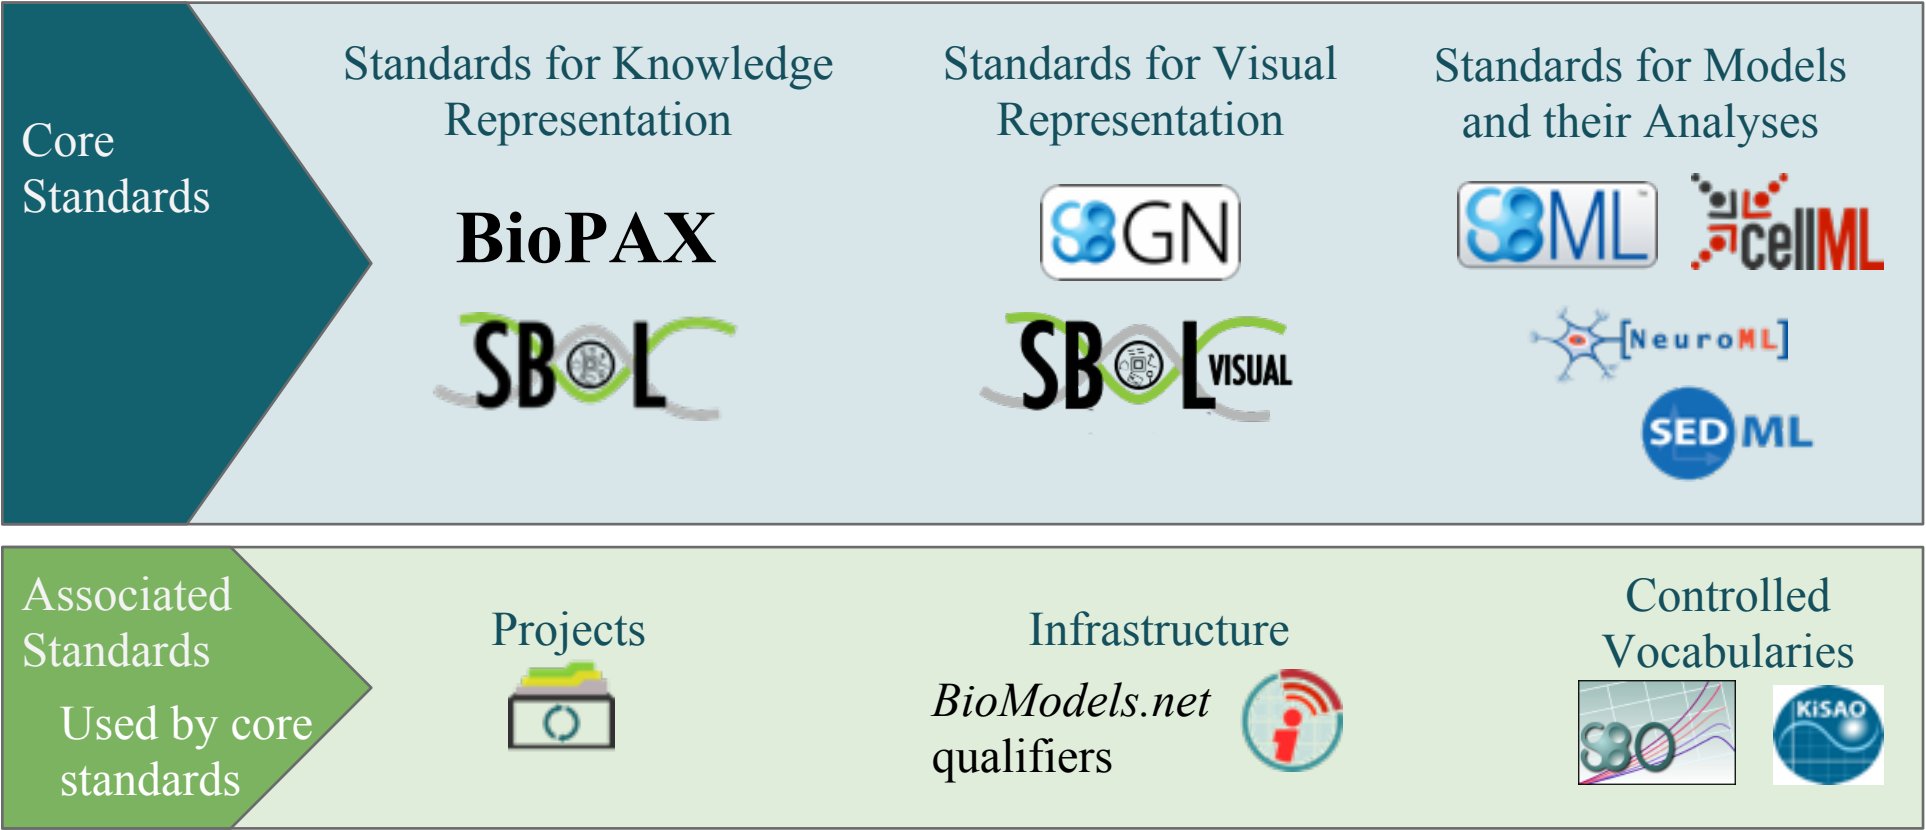 Core
Standards
Standards for Knowledge
Representation
BioPAX
SBOL
Standards for Visual
Representation
SBGN
SBOL VISUAL
Standards for Models
and their Analyses
SBML™
cellML
[NeuroML]
SED ML
Associated
Standards
Used by core
standards
Projects
Infrastructure
BioModels.net
qualifiers
Controlled
Vocabularies
SBO
KiSAO